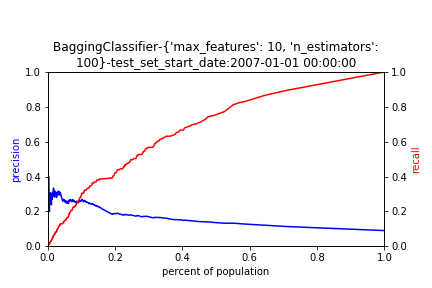 BaggingClassifier-{'max_features': 10, 'n_estimators':
100}-test_set_start_date:2007-01-01 00:00:00
1.0
0.8
0.6
0.4
0.2
0.0
precision
1.0
0.8
0.6
0.4
0.2
0.0
recall
0.0 0.2 0.4 0.6 0.8 1.0
percent of population